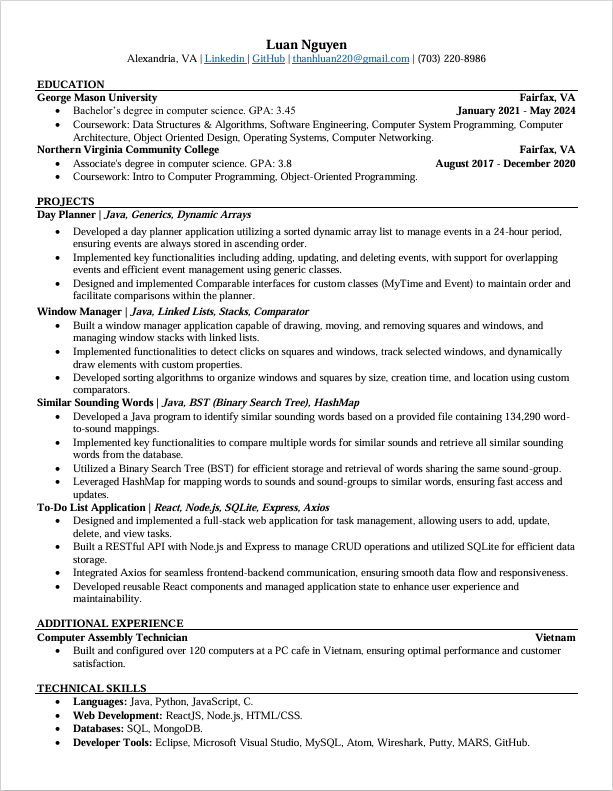 Luan Nguyen
Alexandria, VA | Linkedin | GitHub | thanhluan220@gmail.com | (703) 220-8986
EDUCATION
George Mason University Fairfax, VA
• Bachelor's degree in computer science. GPA: 3.45 January 2021 - May 2024
• Coursework: Data Structures & Algorithms, Software Engineering, Computer System Programming, Computer
Architecture, Object Oriented Design, Operating Systems, Computer Networking.
Northern Virginia Community College Fairfax, VA
• Associate's degree in computer science. GPA: 3.8 August 2017 - December 2020
• Coursework: Intro to Computer Programming, Object-Oriented Programming.
PROJECTS
Day Planner | Java, Generics, Dynamic Arrays
• Developed a day planner application utilizing a sorted dynamic array list to manage events in a 24-hour period,
ensuring events are always stored in ascending order.
• Implemented key functionalities including adding, updating, and deleting events, with support for overlapping
events and efficient event management using generic classes.
• Designed and implemented Comparable interfaces for custom classes (MyTime and Event) to maintain order and
facilitate comparisons within the planner.
Window Manager | Java, Linked Lists, Stacks, Comparator
• Built a window manager application capable of drawing, moving, and removing squares and windows, and
managing window stacks with linked lists.
• Implemented functionalities to detect clicks on squares and windows, track selected windows, and dynamically
draw elements with custom properties.
• Developed sorting algorithms to organize windows and squares by size, creation time, and location using custom
comparators.
Similar Sounding Words | Java, BST (Binary Search Tree), HashMap
• Developed a Java program to identify similar sounding words based on a provided file containing 134,290 word-
to-sound mappings.
• Implemented key functionalities to compare multiple words for similar sounds and retrieve all similar sounding
words from the database.
• Utilized a Binary Search Tree (BST) for efficient storage and retrieval of words sharing the same sound-group.
• Leveraged HashMap for mapping words to sounds and sound-groups to similar words, ensuring fast access and
updates.
To-Do List Application | React, Node.js, SQLite, Express, Axios
• Designed and implemented a full-stack web application for task management, allowing users to add, update,
delete, and view tasks.
• Built a RESTful API with Node.js and Express to manage CRUD operations and utilized SQLite for efficient data
storage.
• Integrated Axios for seamless frontend-backend communication, ensuring smooth data flow and responsiveness.
• Developed reusable React components and managed application state to enhance user experience and
maintainability.
ADDITIONAL EXPERIENCE
Computer Assembly Technician Vietnam
• Built and configured over 120 computers at a PC cafe in Vietnam, ensuring optimal performance and customer
satisfaction.
TECHNICAL SKILLS
• Languages: Java, Python, JavaScript, C.
• Web Development: ReactJS, Node.js, HTML/CSS.
• Databases: SQL, MongoDB.
• Developer Tools: Eclipse, Microsoft Visual Studio, MySQL, Atom, Wireshark, Putty, MARS, GitHub.